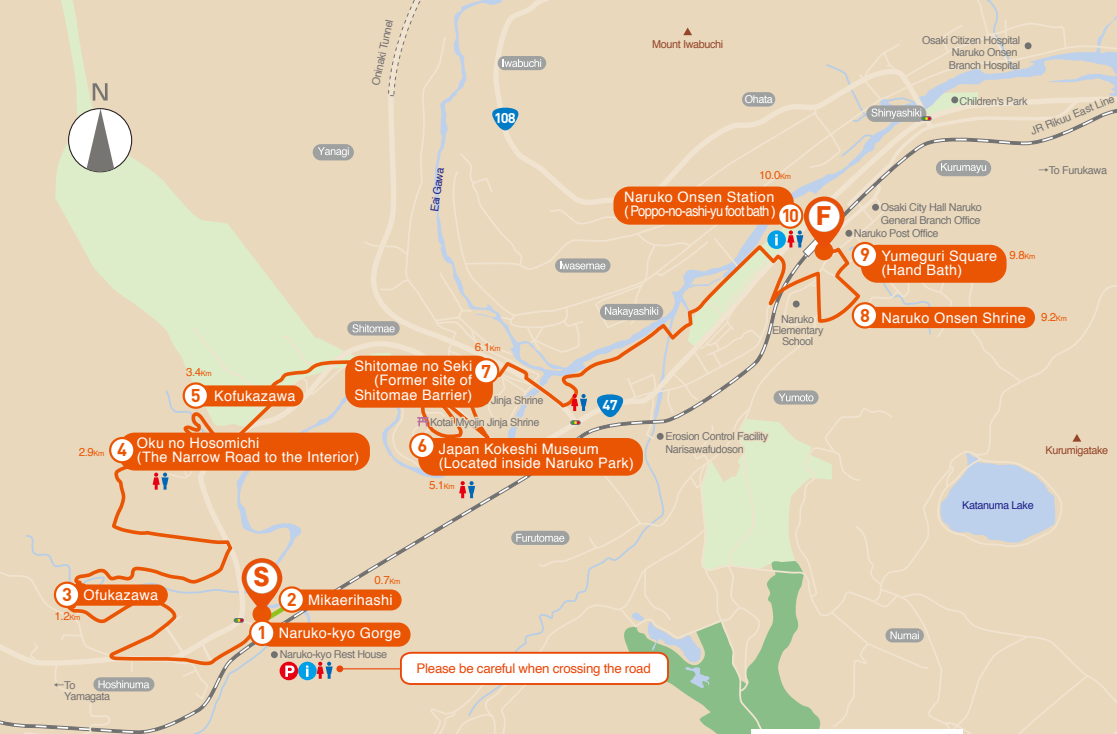 N
Oninaki Tunnel
Iwabuchi
108
Mount Iwabuchi
Osaki Citizen Hospital
Naruko Onsen
Branch Hospital
Ohata
Children's Park
Shinyashiki
JR Rikuu East Line
Yanagi
Eai Gawa
Kurumayu
→To Furukawa
10.0Km
Naruko Onsen Station
(Poppo-no-ashi-yu foot bath)
10
F
i
Osaki City Hall Naruko
General Branch Office
Naruko Post Office
9
Yumeguri Square
(Hand Bath)
9.8Km
Iwasemae
Nakayashiki
8
Naruko Onsen Shrine
9.2Km
Naruko
Elementary
School
Shitomae
6.1Km
Shitomae no Seki
(Former site of
Shitomae Barrier)
7
3.4Km
5
Kofukazawa
Jinja Shrine
47
Yumoto
Kotai Myojin Jinja Shrine
2.9Km
4
Oku no Hosomichi
(The Narrow Road to the Interior)
6
Japan Kokeshi Museum
(Located inside Naruko Park)
5.1Km
Erosion Control Facility
Narisawafudoson
Kurumigatake
Katanuma Lake
Furutomae
S
0.7Km
2
Mikaerihashi
3
Ofukazawa
1.2Km
1
Naruko-kyo Gorge
Naruko-kyo Rest House
P
i
Please be careful when crossing the road
Numai
←To
Yamagata
Hoshinuma